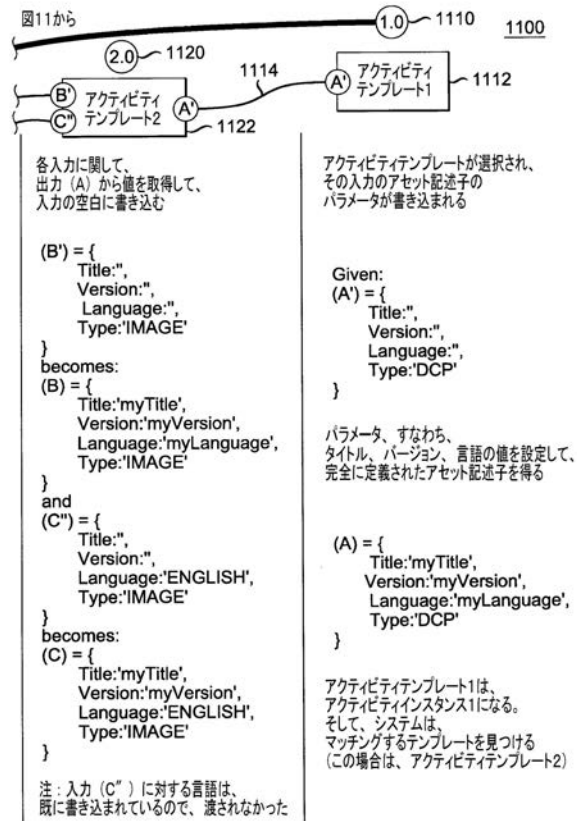 図11から
1.0
1110
1100
2.0
1120
1114
B'
C"
アクティビティ
テンプレート2
A'
1122
A'
アクティビティ
テンプレート1
1112
各入力に関して、
出力（A）から値を取得して、
入力の空白に書き込む
(B') = {
Title:'',
Version:'',
Language:'',
Type:'IMAGE'
}
becomes:
(B) = {
Title:'myTitle',
Version:'myVersion',
Language:'myLanguage',
Type:'IMAGE'
}
and
(C") = {
Title:'',
Version:'',
Language:'ENGLISH',
Type:'IMAGE'
}
becomes:
(C) = {
Title:'myTitle',
Version:'myVersion',
Language:'ENGLISH',
Type:'IMAGE'
}
注：入力（C"）に対する言語は、
既に書き込まれているので、渡されなかった
アクティビティテンプレートが選択され、
その入力のアセット記述子の
パラメータが書き込まれる
Given:
(A') = {
Title:'',
Version:'',
Language:'',
Type:'DCP'
}
パラメータ、すなわち、
タイトル、バージョン、言語の値を設定して、
完全に定義されたアセット記述子を得る
(A) = {
Title:'myTitle',
Version:'myVersion',
Language:'myLanguage',
Type:'DCP'
}
アクティビティテンプレート1は、
アクティビティインスタンス1になる。
そして、システムは、
マッチングするテンプレートを見つける
(この場合は、アクティビティテンプレート2)